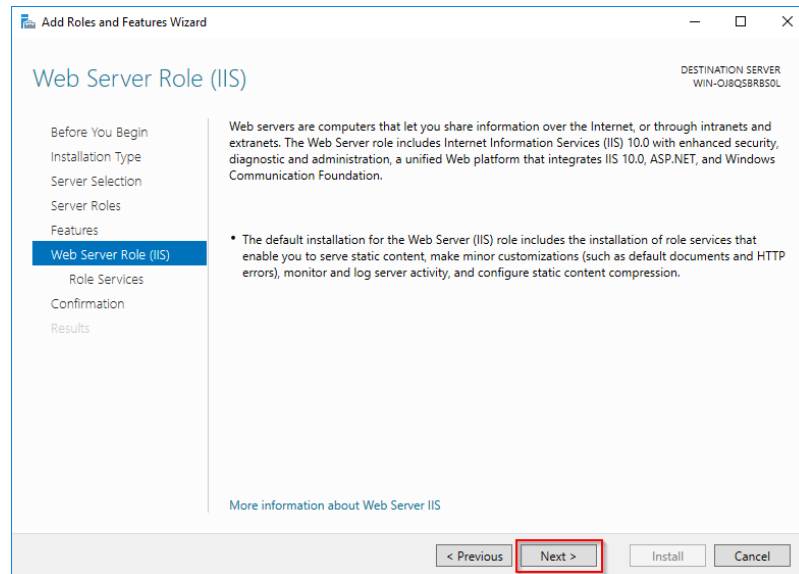 Add Roles and Features Wizard
Web Server Role (IIS)
DESTINATION SERVER
WIN-OJ8QSBRBS0L
Before You Begin
Installation Type
Server Selection
Server Roles
Features
Web Server Role (IIS)
Role Services
Confirmation
Results
Web servers are computers that let you share information over the Internet, or through intranets and
extranets. The Web Server role includes Internet Information Services (IIS) 10.0 with enhanced security,
diagnostic and administration, a unified Web platform that integrates IIS 10.0, ASP.NET, and Windows
Communication Foundation.
• The default installation for the Web Server (IIS) role includes the installation of role services that
enable you to serve static content, make minor customizations (such as default documents and HTTP
errors), monitor and log server activity, and configure static content compression.
More information about Web Server IIS
< Previous
Next >
Install
Cancel